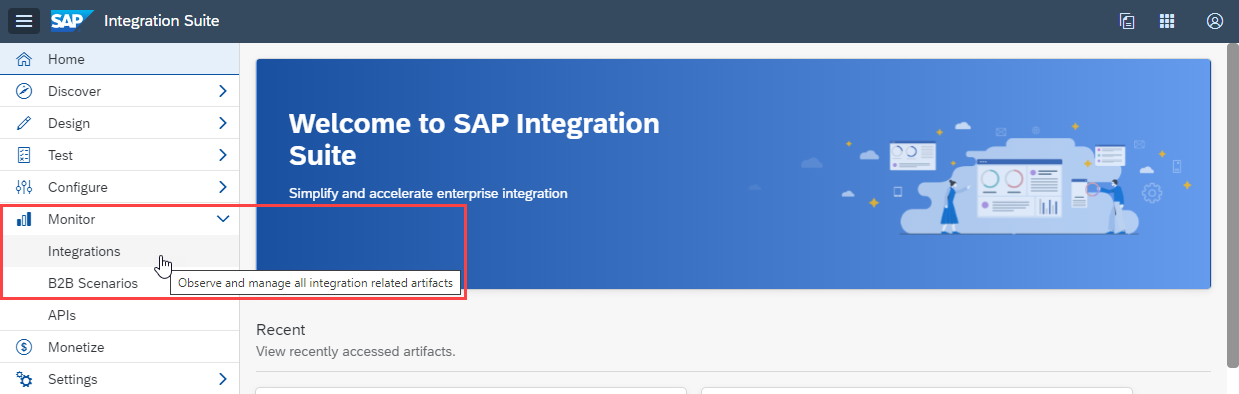 SAP Integration Suite
Home
Discover
Design
Test
Configure
Monitor
Integrations
B2B Scenarios
APIs
Monetize
Settings
Observe and manage all integration related artifacts
Welcome to SAP Integration
Suite
Simplify and accelerate enterprise integration
Recent
View recently accessed artifacts.